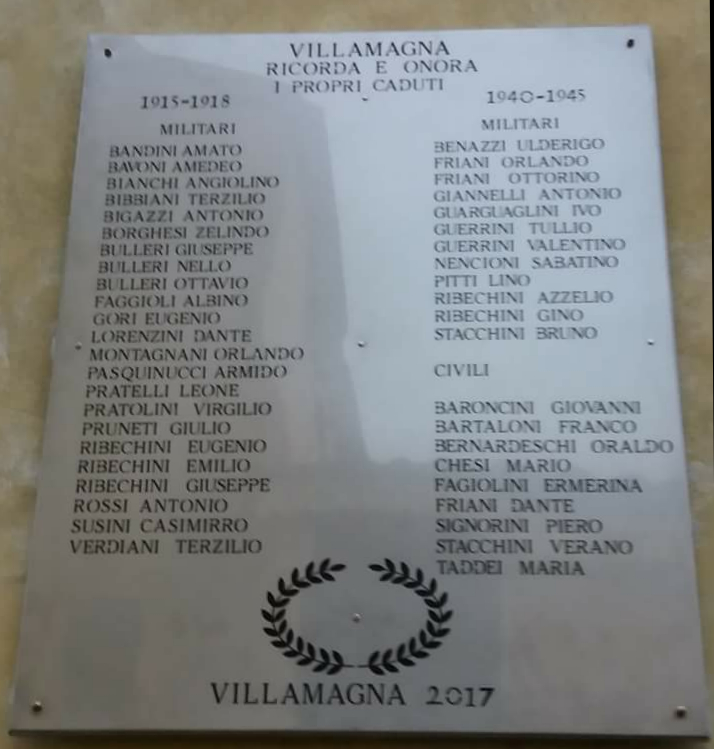 VILLAMAGNA
RICORDA E ONORA
I PROPRI CADUTI
1915-1918
MILITARI
BANDINI AMATO
BAVONI AMEDEO
BIANCHI ANGIOLINO
BIBBIANI TERZILIO
BIGAZZI ANTONIO
BORGHESI ZELINDO
BULLERI GIUSEPPE
BULLERI NELLO
BULLERI OTTAVIO
FAGGIOLI ALBINO
GORI EUGENIO
LORENZINI DANTE
MONTAGNANI ORLANDO
PASQUINUCCI ARMIDO
PRATELLI LEONE
PRATOLINI VIRGILIO
PRUNETI GIULIO
RIBECHINI EUGENIO
RIBECHINI EMILIO
RIBECHINI GIUSEPPE
ROSSI ANTONIO
SUSINI CASIMIRRO
VERDIANI TERZILIO
1940-1945
MILITARI
BENAZZI ULDERIGO
FRIANI ORLANDO
FRIANI OTTORINO
GIANNELLI ANTONIO
GUARGUAGLINI IVO
GUERRINI TULLIO
GUERRINI VALENTINO
NENCIONI SABATINO
PITTI LINO
RIBECHINI AZZELIO
RIBECHINI GINO
STACCHINI BRUNO
CIVILI
BARONCINI GIOVANNI
BARTALONI FRANCO
BERNARDESCHI ORALDO
CHESI MARIO
FAGIOLINI ERMERINA
FRIANI DANTE
SIGNORINI PIERO
STACCHINI VERANO
TADDEI MARIA
VILLAMAGNA 2017